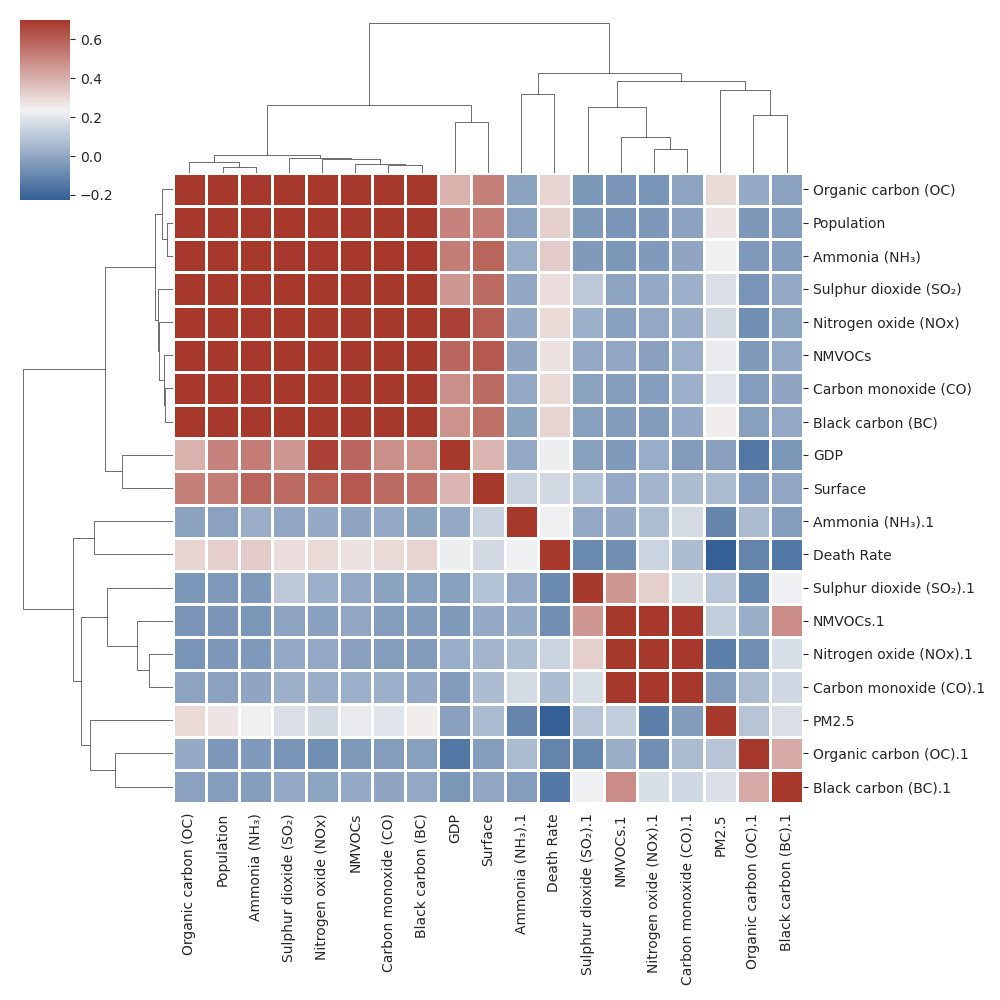 0.6
0.4
0.2
0.0
−0.2
Organic carbon (OC)
Population
Ammonia (NH₃)
Sulphur dioxide (SO₂)
Nitrogen oxide (NOx)
NMVOCs
Carbon monoxide (CO)
Black carbon (BC)
GDP
Surface
Ammonia (NH₃).1
Death Rate
Sulphur dioxide (SO₂).1
NMVOCs.1
Nitrogen oxide (NOx).1
Carbon monoxide (CO).1
PM2.5
Organic carbon (OC).1
Black carbon (BC).1
Organic carbon (OC)
Population
Ammonia (NH₃)
Sulphur dioxide (SO₂)
Nitrogen oxide (NOx)
NMVOCs
Carbon monoxide (CO)
Black carbon (BC)
GDP
Surface
Ammonia (NH₃).1
Death Rate
Sulphur dioxide (SO₂).1
NMVOCs.1
Nitrogen oxide (NOx).1
Carbon monoxide (CO).1
PM2.5
Organic carbon (OC).1
Black carbon (BC).1